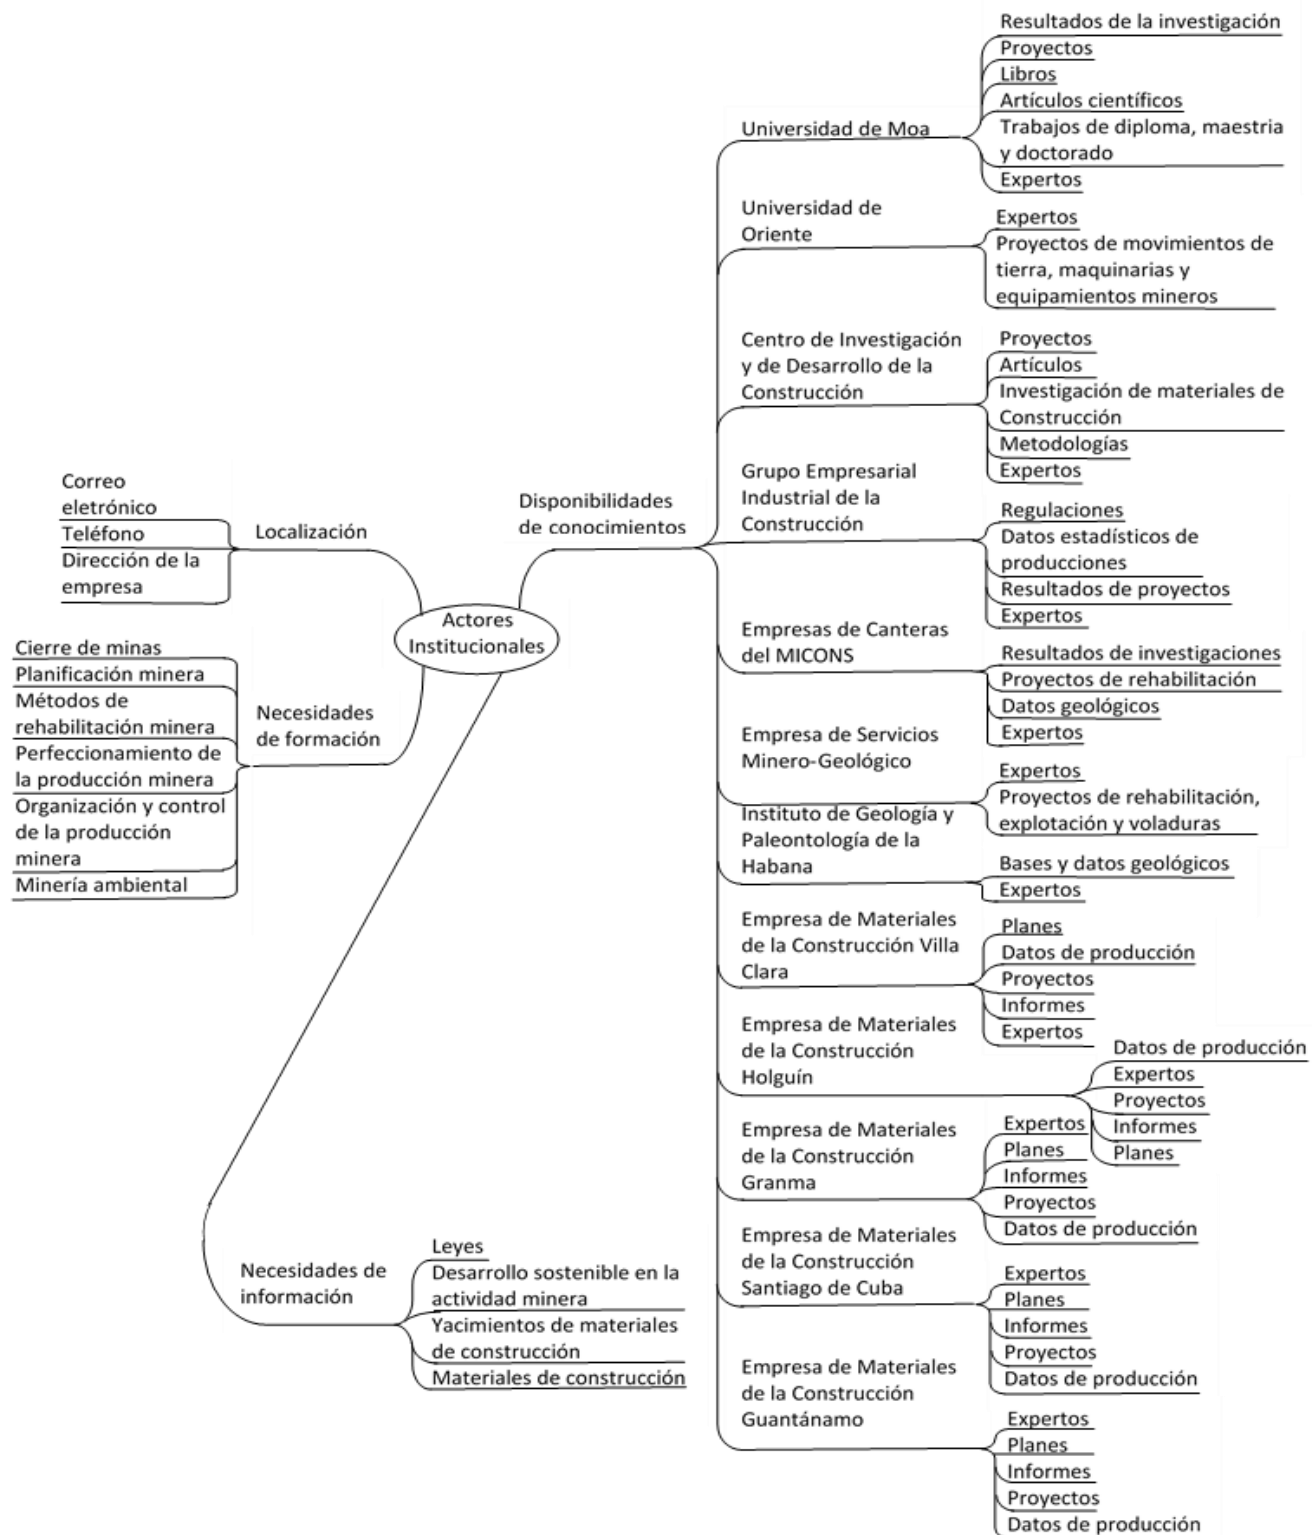 Resultados de la investigación
Proyectos
Libros
Artículos científicos
Universidad de Moa
Trabajos de diploma, maestria
y doctorado
Expertos
Universidad de
Oriente
Expertos
Proyectos de movimientos de
tierra, maquinarias y
equipamientos mineros
Centro de Investigación
y de Desarrollo de la
Construcción
Proyectos
Artículos
Investigación de materiales de
Construcción
Metodologías
Expertos
Grupo Empresarial
Industrial de la
Construcción
Regulaciones
Datos estadísticos de
producciones
Resultados de proyectos
Expertos
Empresas de Canteras
del MICONS
Resultados de investigaciones
Proyectos de rehabilitación
Datos geológicos
Expertos
Empresa de Servicios
Minero-Geológico
Expertos
Proyectos de rehabilitación,
explotación y voladuras
Instituto de Geología y
Paleontología de la
Habana
Bases y datos geológicos
Expertos
Empresa de Materiales
de la Construcción Villa
Clara
Planes
Datos de producción
Proyectos
Informes
Expertos
Empresa de Materiales
de la Construcción
Holguín
Datos de producción
Expertos
Proyectos
Informes
Planes
Empresa de Materiales
de la Construcción
Granma
Expertos
Planes
Informes
Proyectos
Datos de producción
Empresa de Materiales
de la Construcción
Santiago de Cuba
Expertos
Planes
Informes
Proyectos
Datos de producción
Empresa de Materiales
de la Construcción
Guantánamo
Expertos
Planes
Informes
Proyectos
Datos de producción
Disponibilidades
de conocimientos
Actores
Institucionales
Localización
Correo
eletrónico
Teléfono
Dirección de la
empresa
Necesidades
de formación
Cierre de minas
Planificación minera
Métodos de
rehabilitación minera
Perfeccionamiento de
la producción minera
Organización y control
de la producción
minera
Minería ambiental
Necesidades de
información
Leyes
Desarrollo sostenible en la
actividad minera
Yacimientos de materiales
de construcción
Materiales de construcción